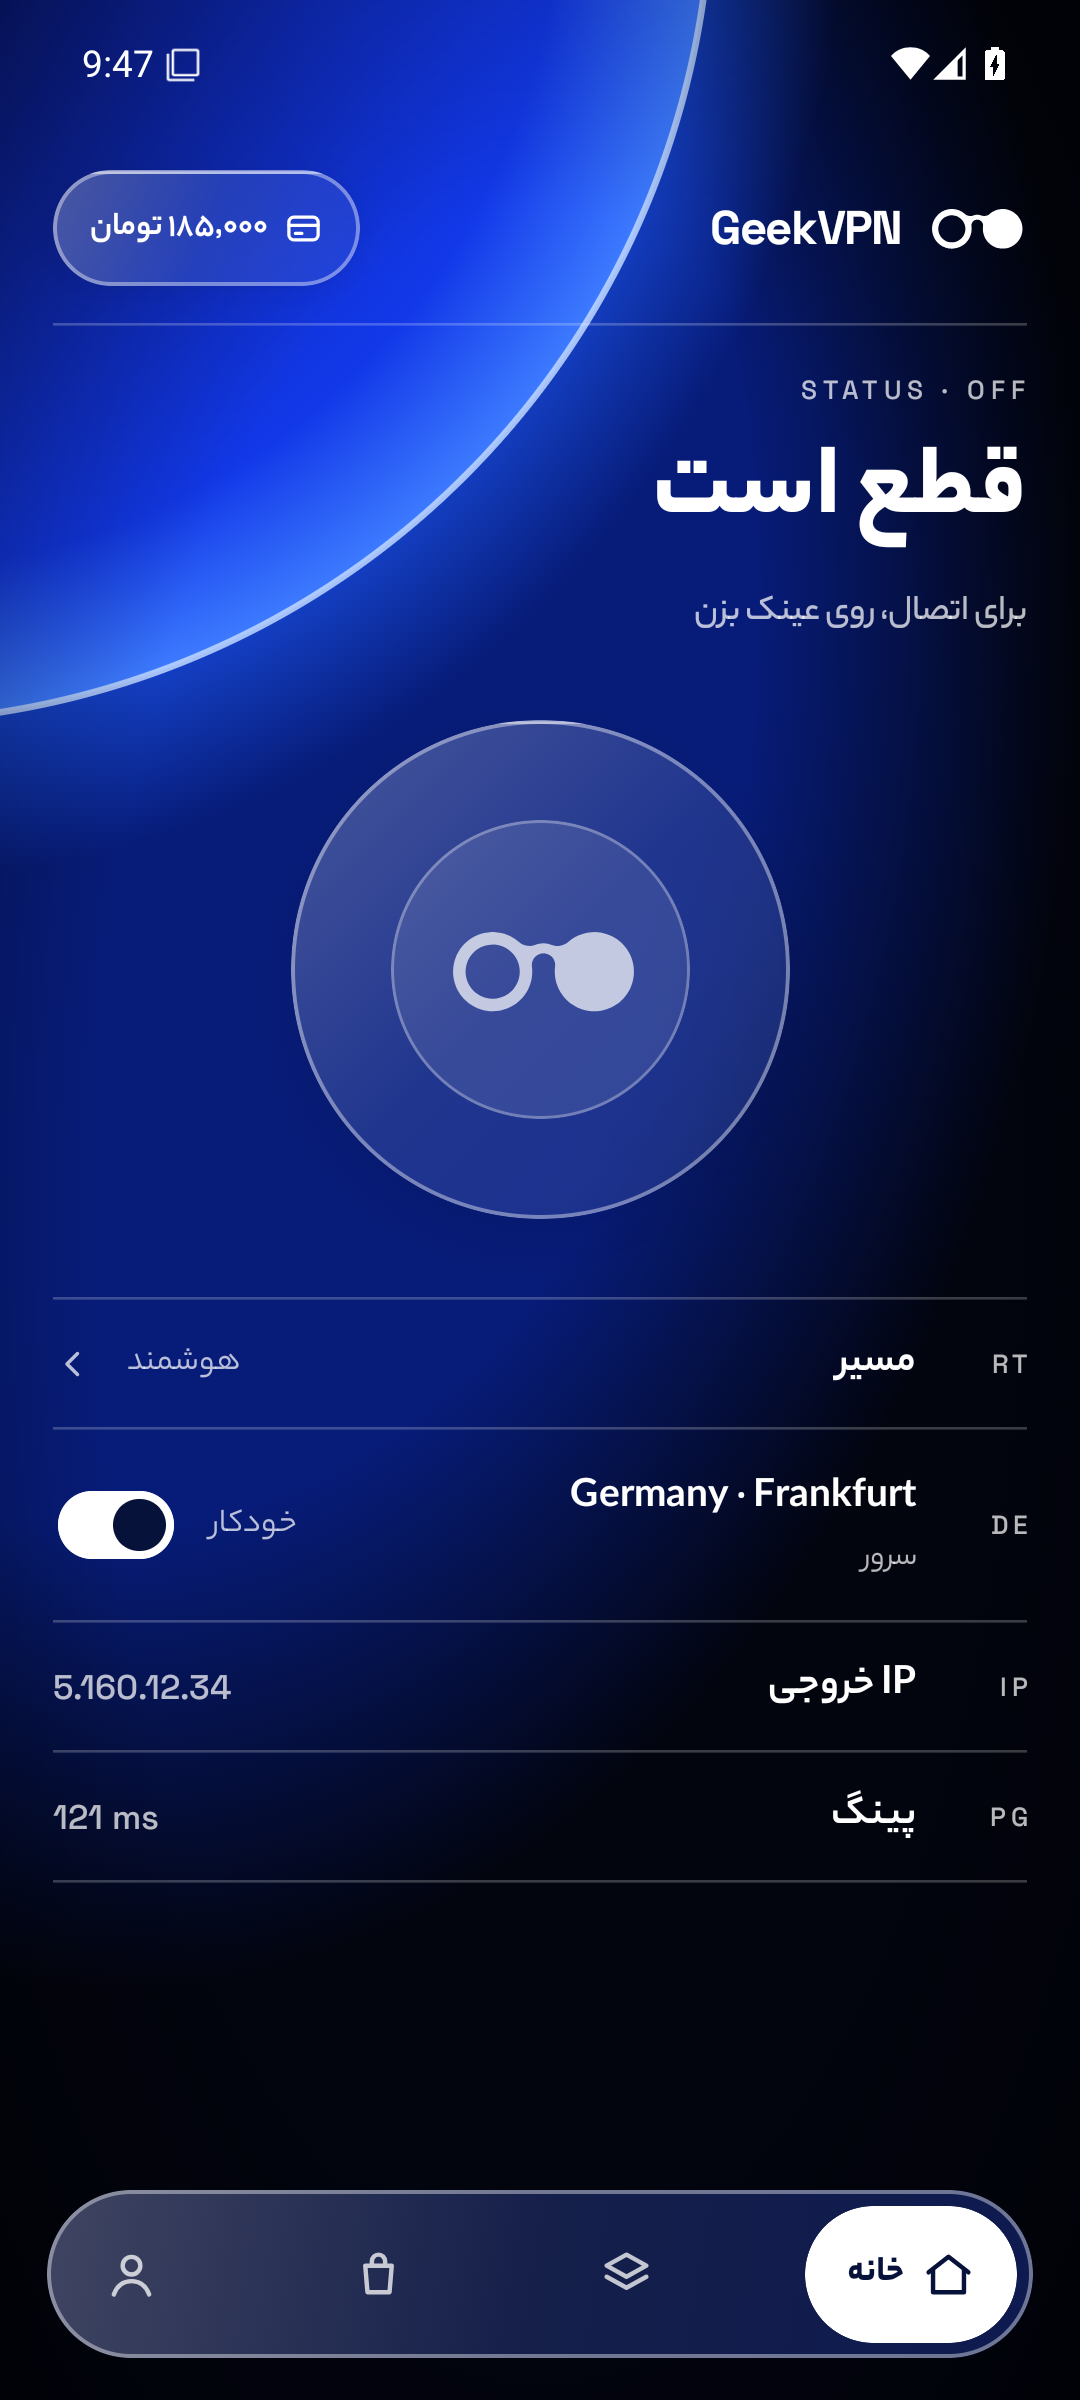 9:47
GeekVPN
۱۸۵,۰۰۰ تومان
STATUS · OFF
قطع است
برای اتصال، روی عینک بزن
RT مسیر هوشمند
DE Germany · Frankfurt خودکار
سرور
IP IP خروجی 5.160.12.34
PG پینگ 121 ms
خانه